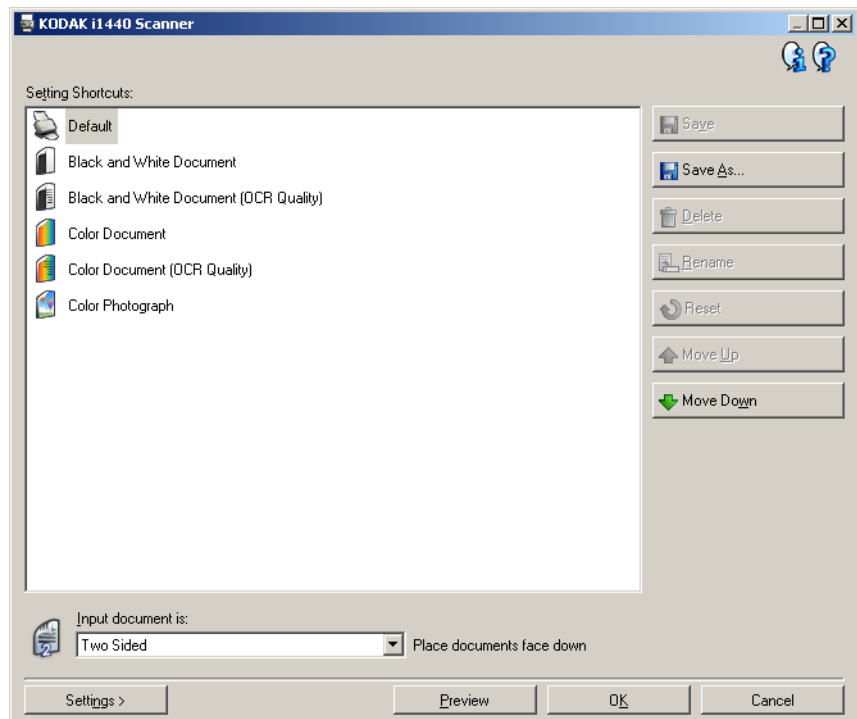 KODAK i1440 Scanner
Setting Shortcuts:
Default
Black and White Document
Black and White Document (OCR Quality)
Color Document
Color Document (OCR Quality)
Color Photograph
Save
Save As...
Delete
Rename
Reset
Move Up
Move Down
Input document is:
2
Two Sided
Place documents face down
Settings >
Preview
OK
Cancel